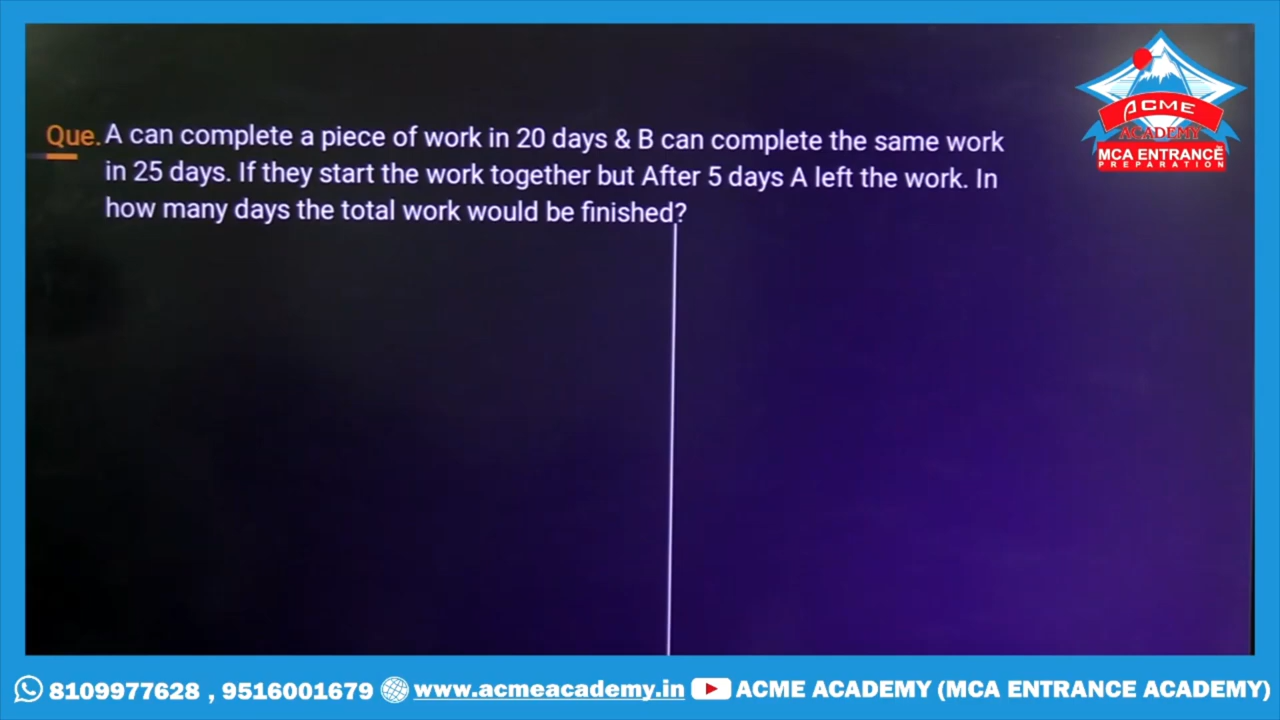 ACME
ACADEMY
MCA ENTRANCE
PREPARATION
Que. A can complete a piece of work in 20 days & B can complete the same work
in 25 days. If they start the work together but After 5 days A left the work. In
how many days the total work would be finished?
8109977628 , 9516001679 www.acmeacademy.in ACME ACADEMY (MCA ENTRANCE ACADEMY)